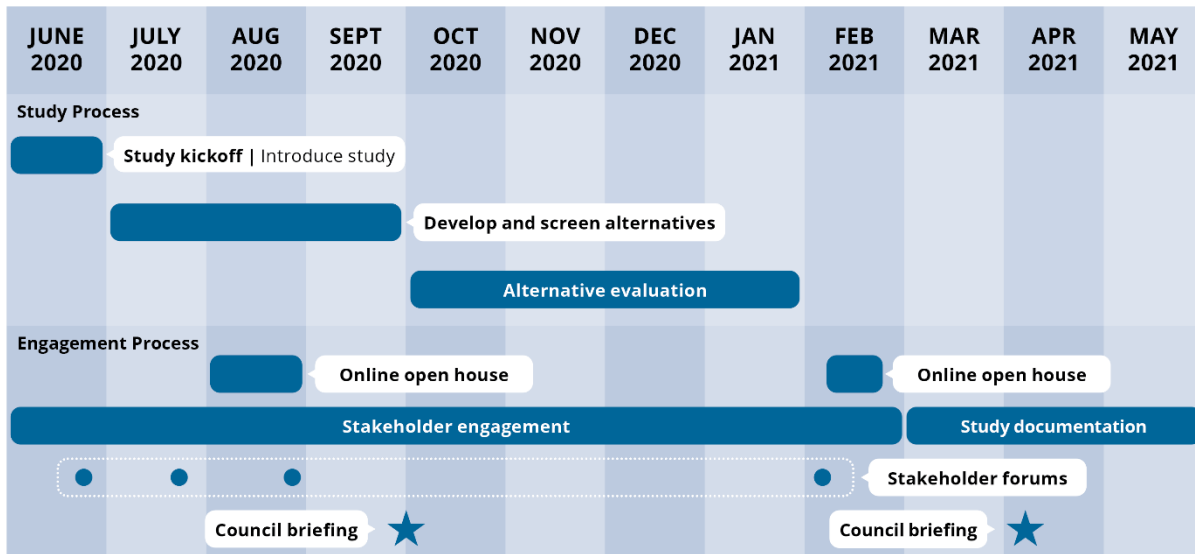 JUNE 2020
JULY 2020
AUG 2020
SEPT 2020
OCT 2020
NOV 2020
DEC 2020
JAN 2021
FEB 2021
MAR 2021
APR 2021
MAY 2021
Study Process
Study kickoff | Introduce study
Develop and screen alternatives
Alternative evaluation
Engagement Process
Online open house
Online open house
Stakeholder engagement
Study documentation
Stakeholder forums
Council briefing
Council briefing